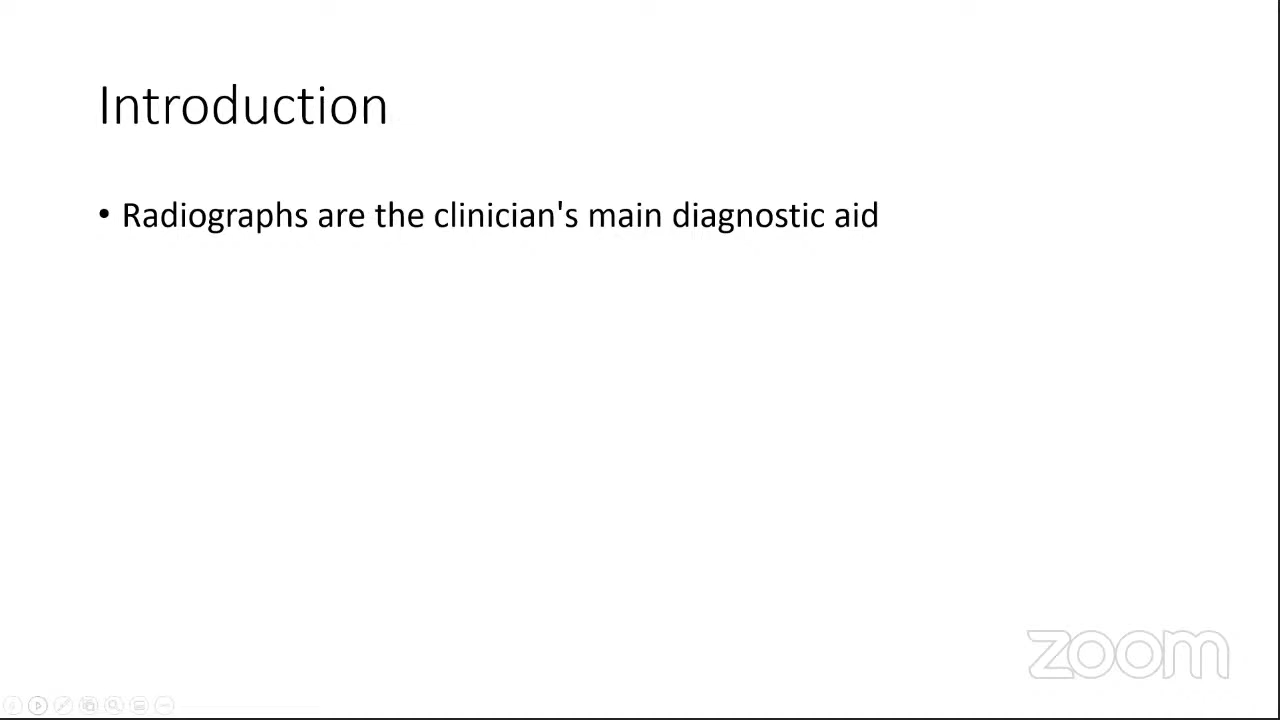 Introduction
• Radiographs are the clinician's main diagnostic aid
zoom